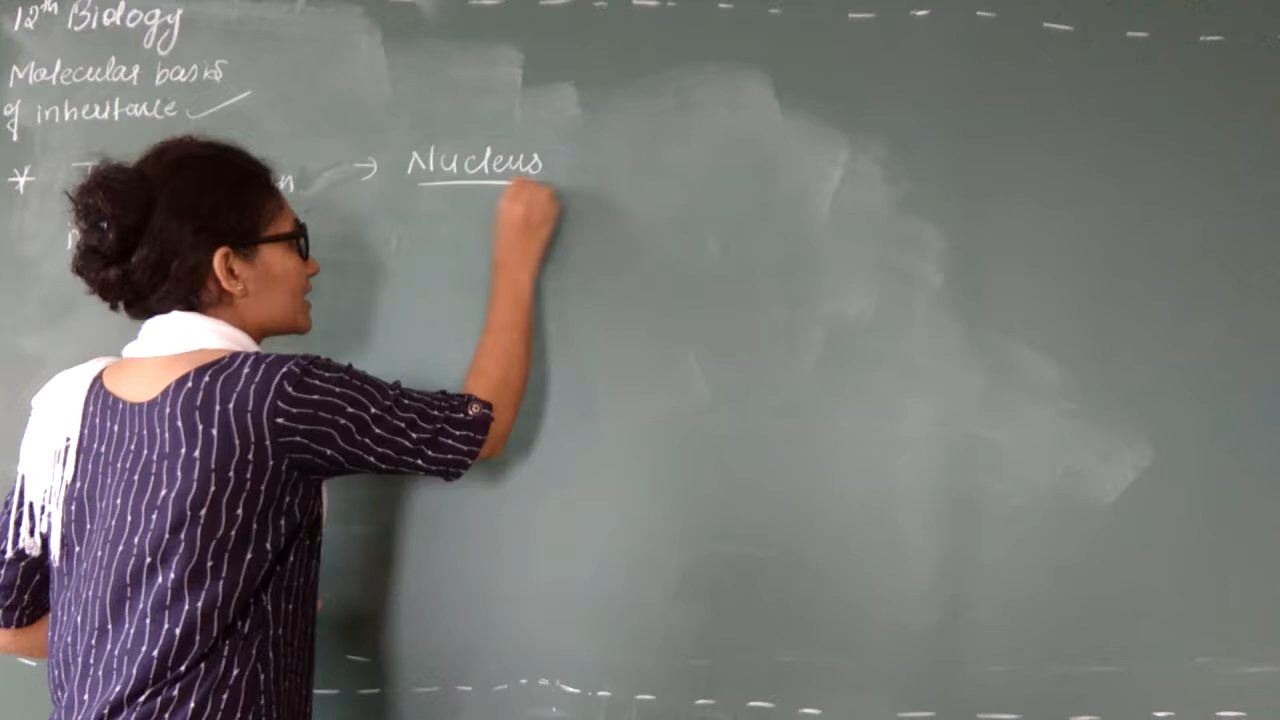 12th Biology
Molecular basis
of inheritance ✓
* → Nucleus